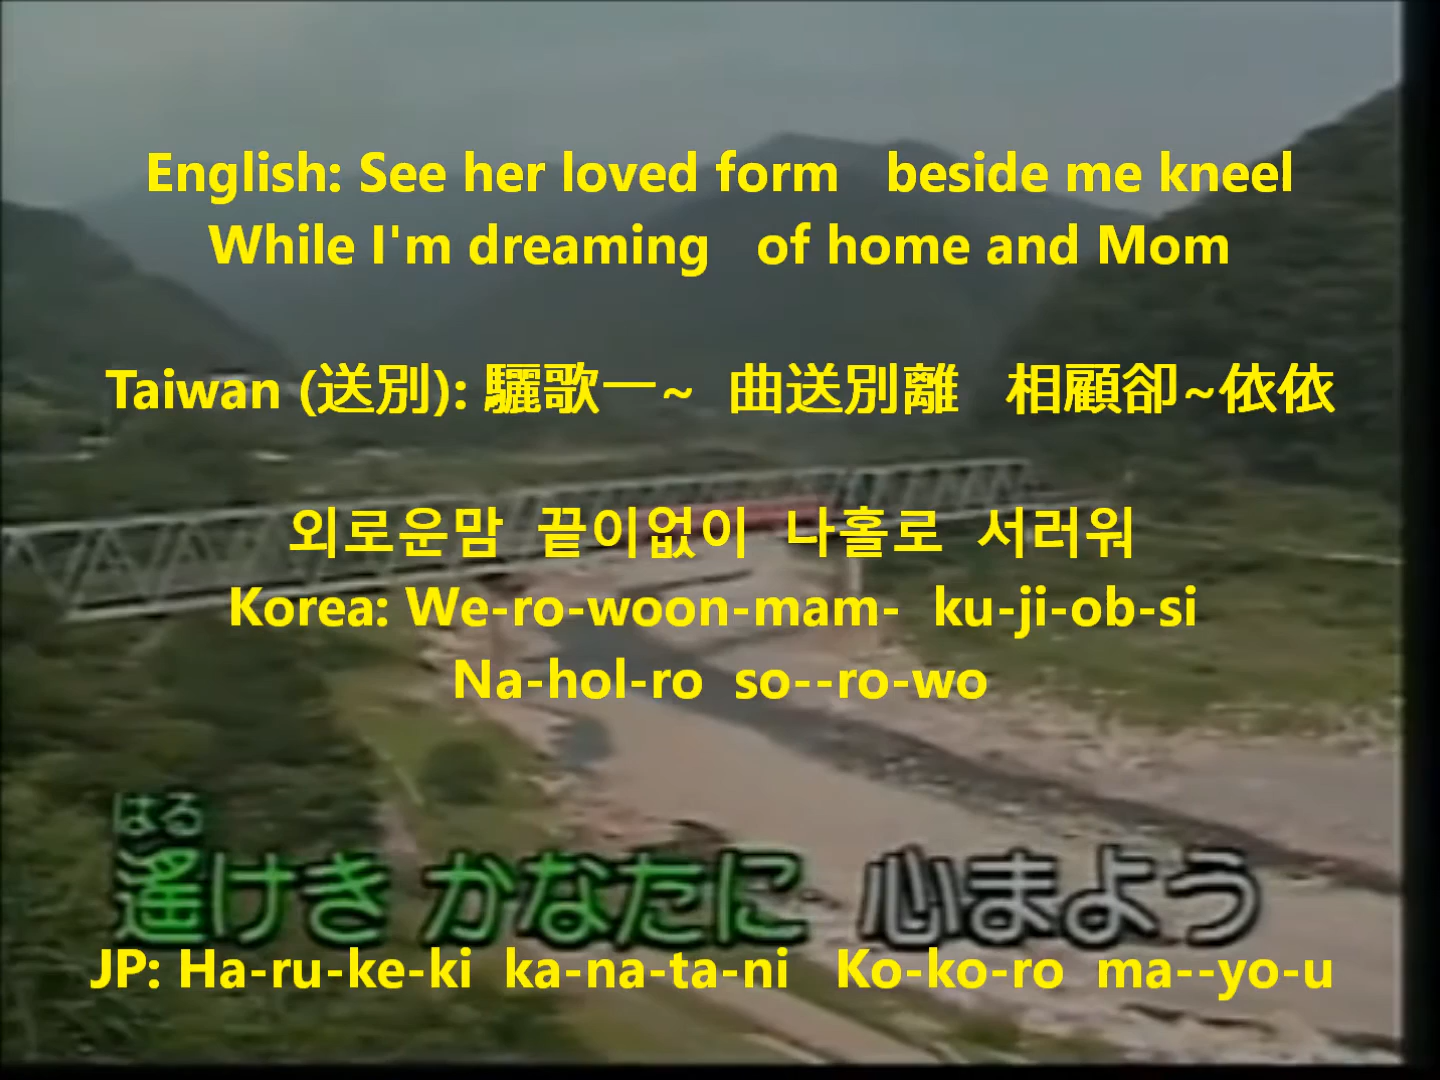 English: See her loved form beside me kneel
While I'm dreaming of home and Mom
Taiwan (送別): 驪歌一~ 曲送別離 相顧卻~依依
외로운맘 끝이없이 나홀로 서러워
Korea: We-ro-woon-mam- ku-ji-ob-si
Na-hol-ro so--ro-wo
はる
遥けき かなたに 心まよう
JP: Ha-ru-ke-ki ka-na-ta-ni Ko-ko-ro ma--yo-u